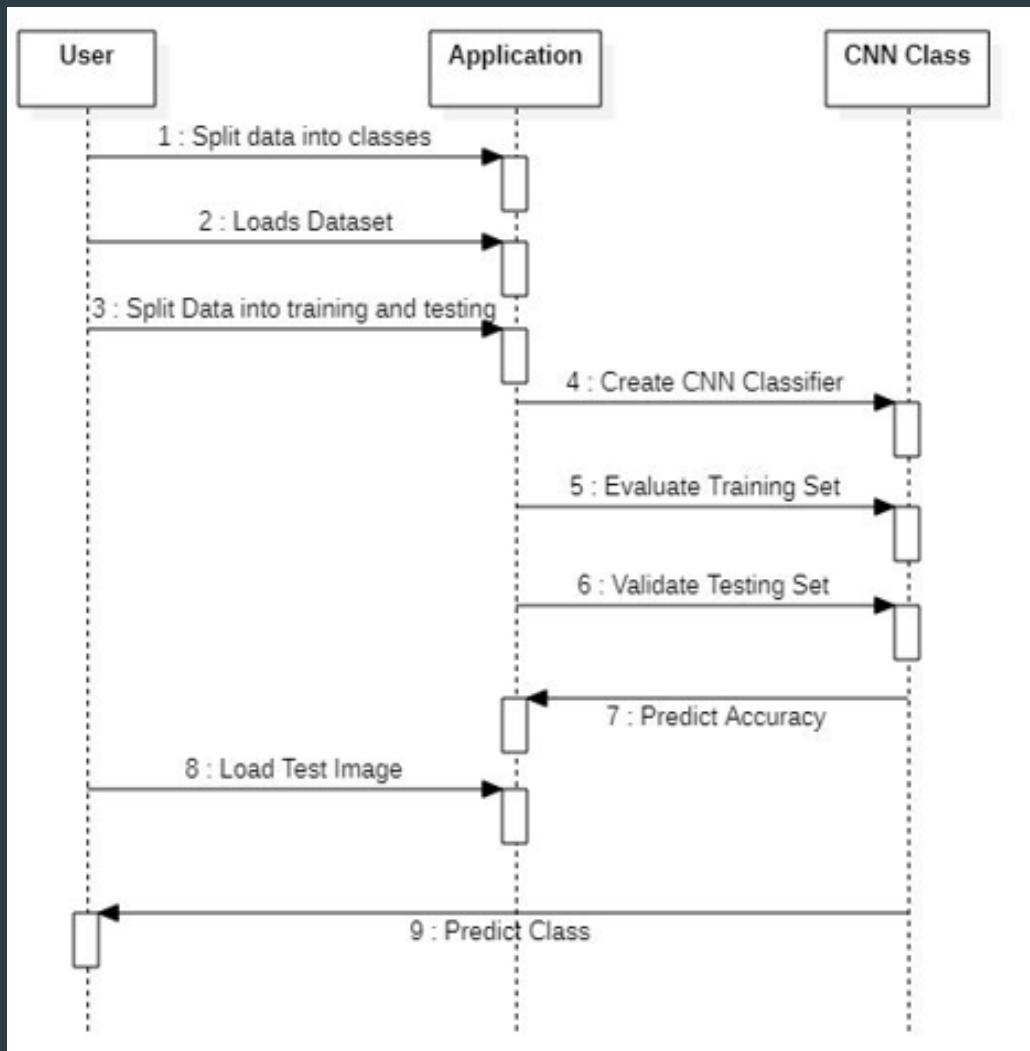 User
Application
CNN Class
1 : Split data into classes
2 : Loads Dataset
3 : Split Data into training and testing
4 : Create CNN Classifier
5 : Evaluate Training Set
6 : Validate Testing Set
7 : Predict Accuracy
8 : Load Test Image
9 : Predict Class